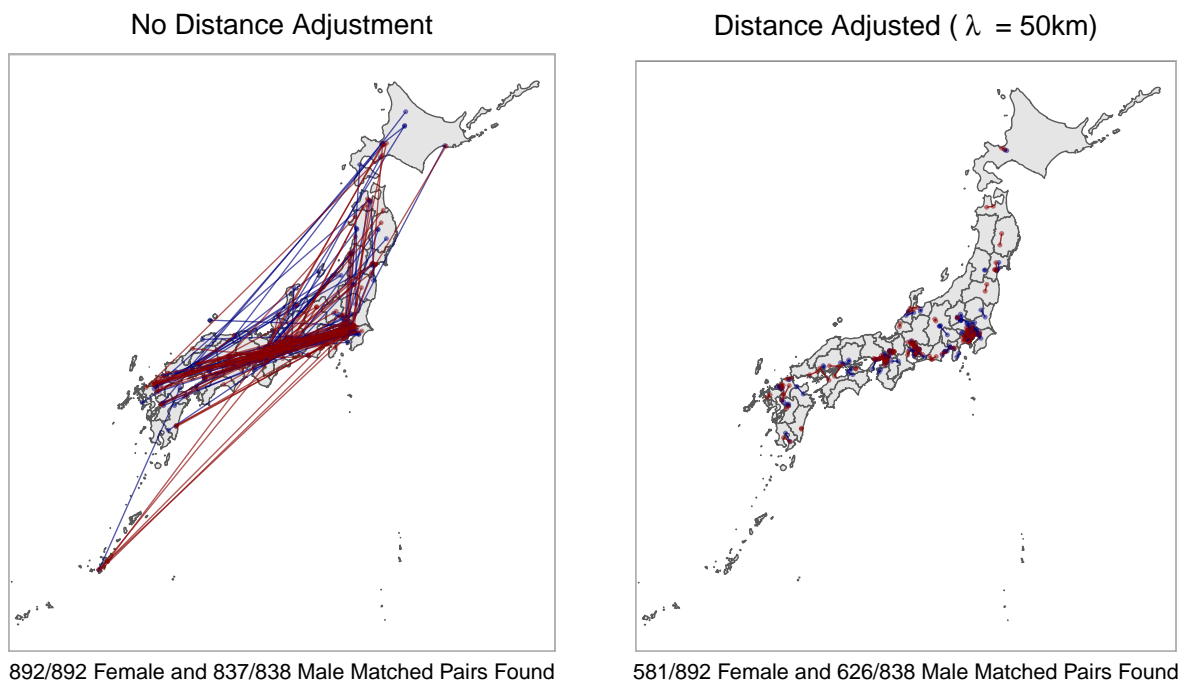 No Distance Adjustment
Distance Adjusted ( λ = 50km)
892/892 Female and 837/838 Male Matched Pairs Found
581/892 Female and 626/838 Male Matched Pairs Found